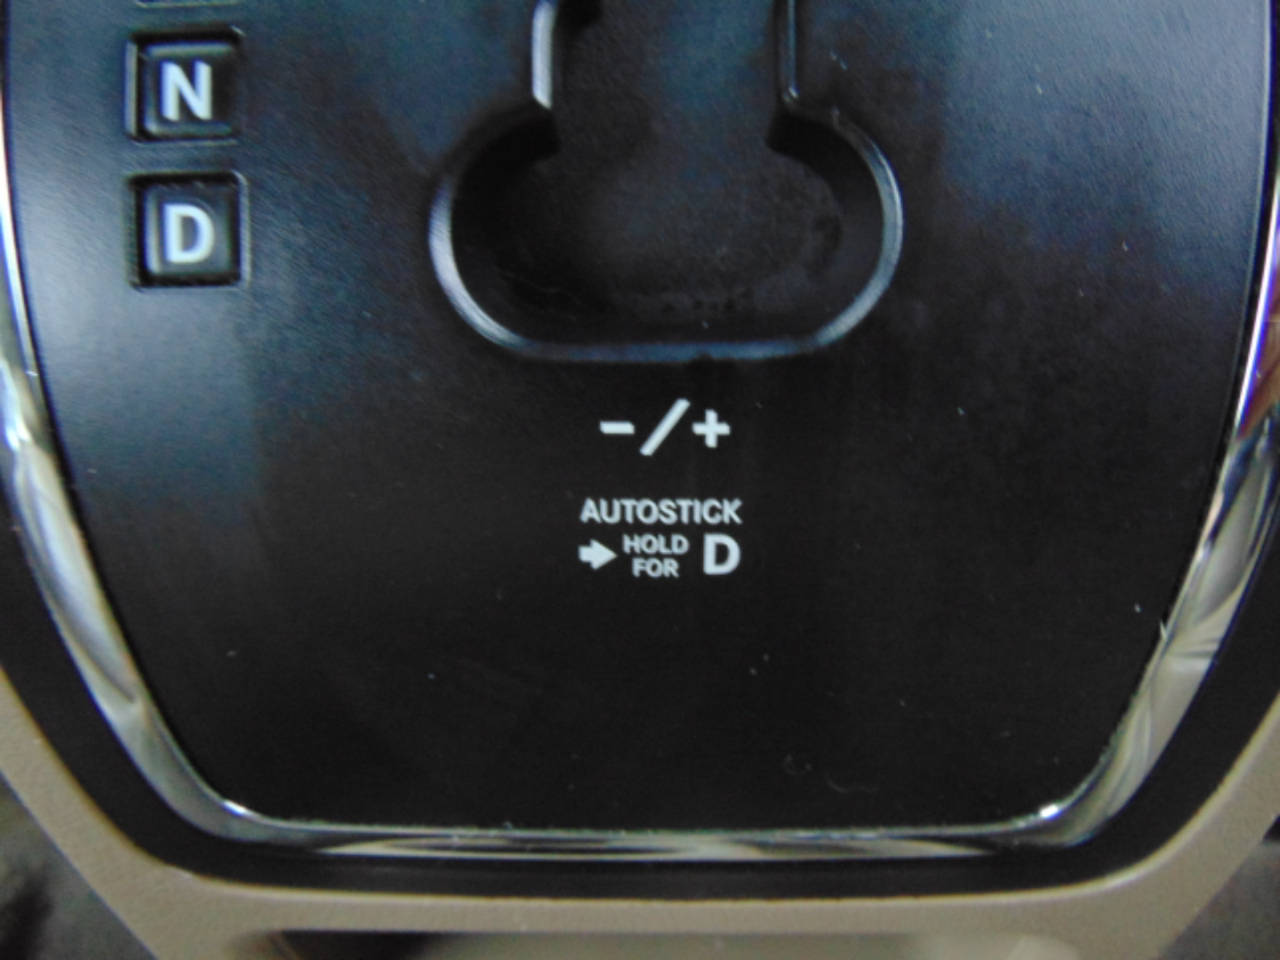 N
D
-/+
AUTOSTICK
HOLD
FOR D